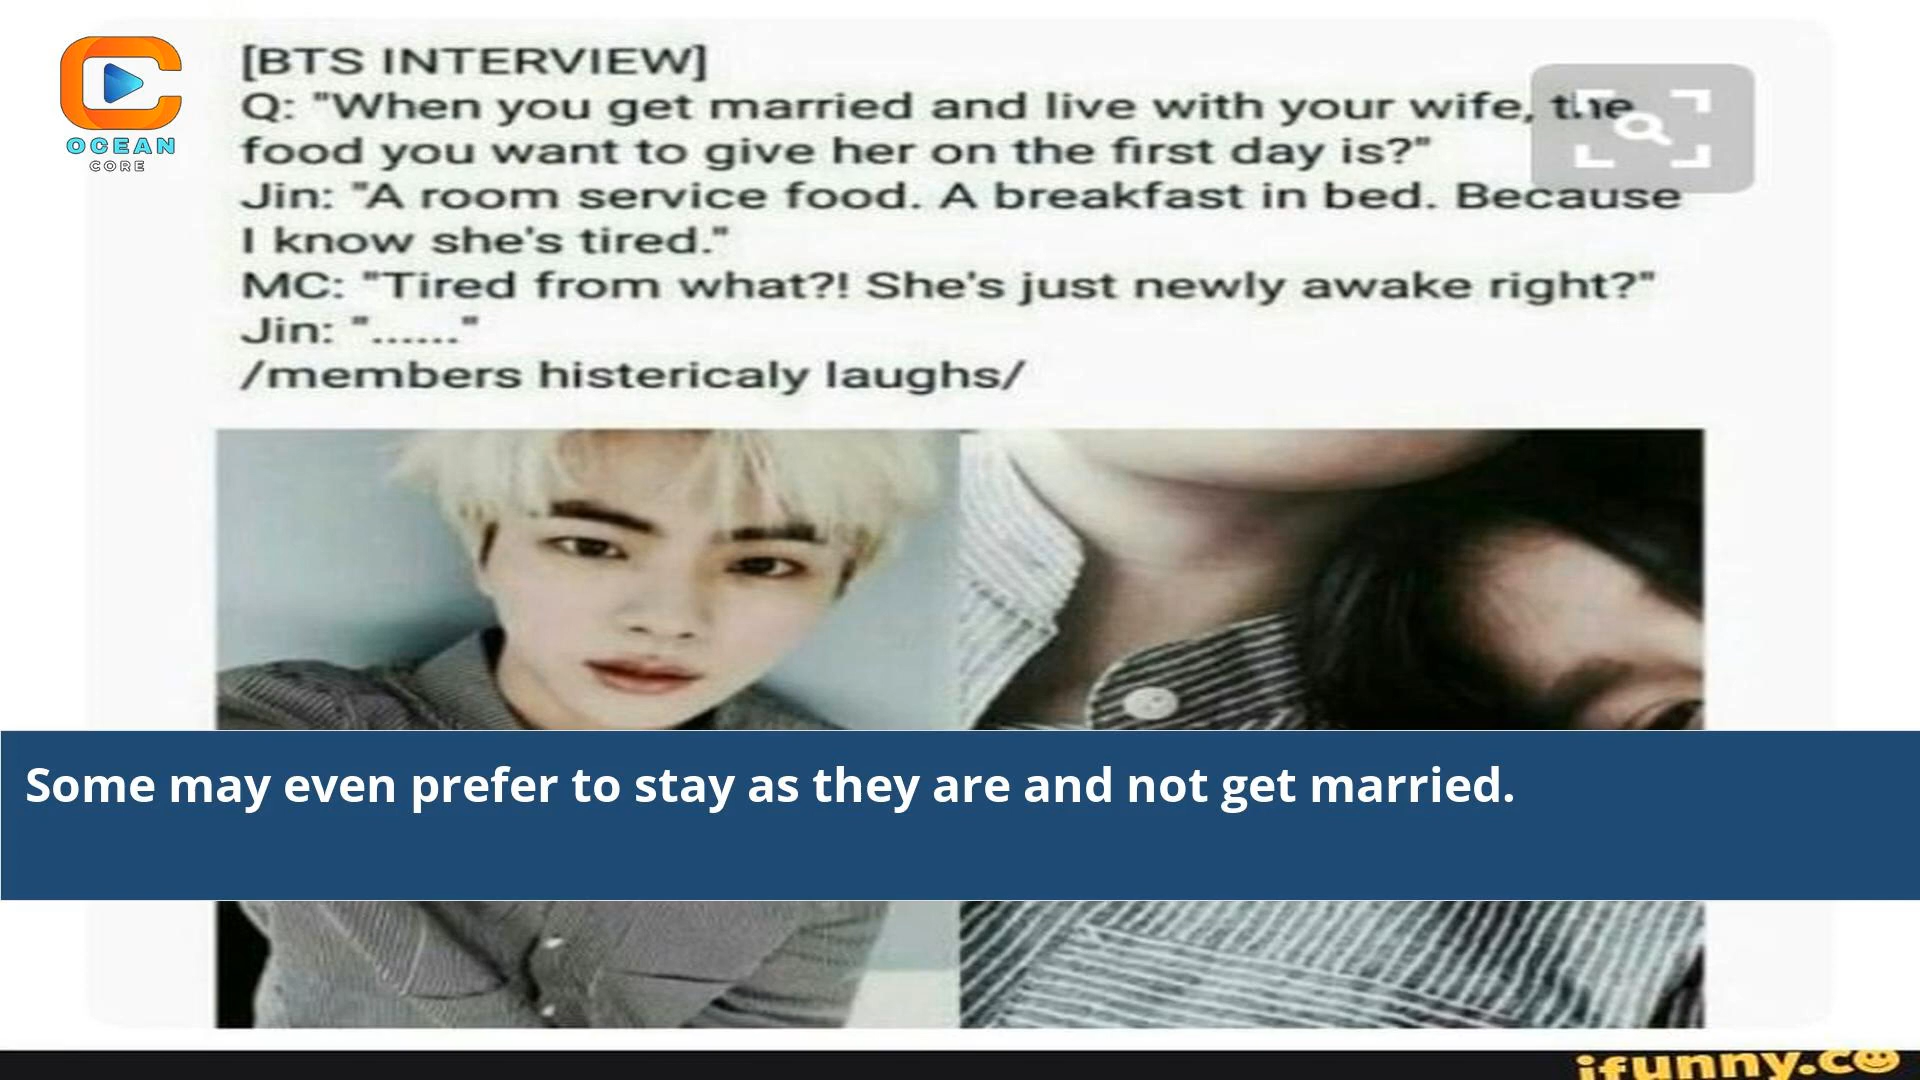 OCEAN
CORE
[BTS INTERVIEW]
Q: "When you get married and live with your wife, the
food you want to give her on the first day is?"
Jin: "A room service food. A breakfast in bed. Because
I know she's tired."
MC: "Tired from what?! She's just newly awake right?"
Jin: "......"
/members histericaly laughs/
Some may even prefer to stay as they are and not get married.
ifunny.co